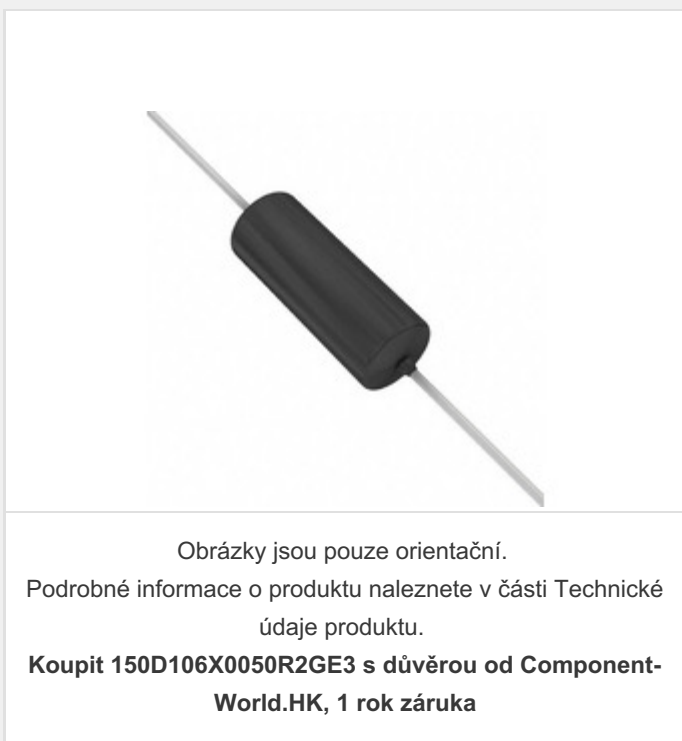 Obrázky jsou pouze orientační.
Podrobné informace o produktu naleznete v části Technické
údaje produktu.
Koupit 150D106X0050R2GE3 s důvěrou od Component-
World.HK, 1 rok záruka